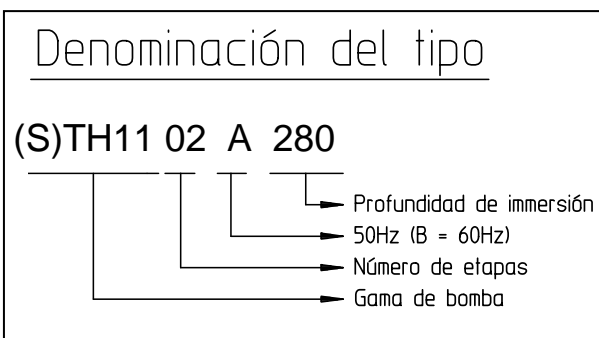 Denominación del tipo
(S)TH11 02 A 280
Profundidad de immersión
50Hz (B = 60Hz)
Número de etapas
Gama de bomba